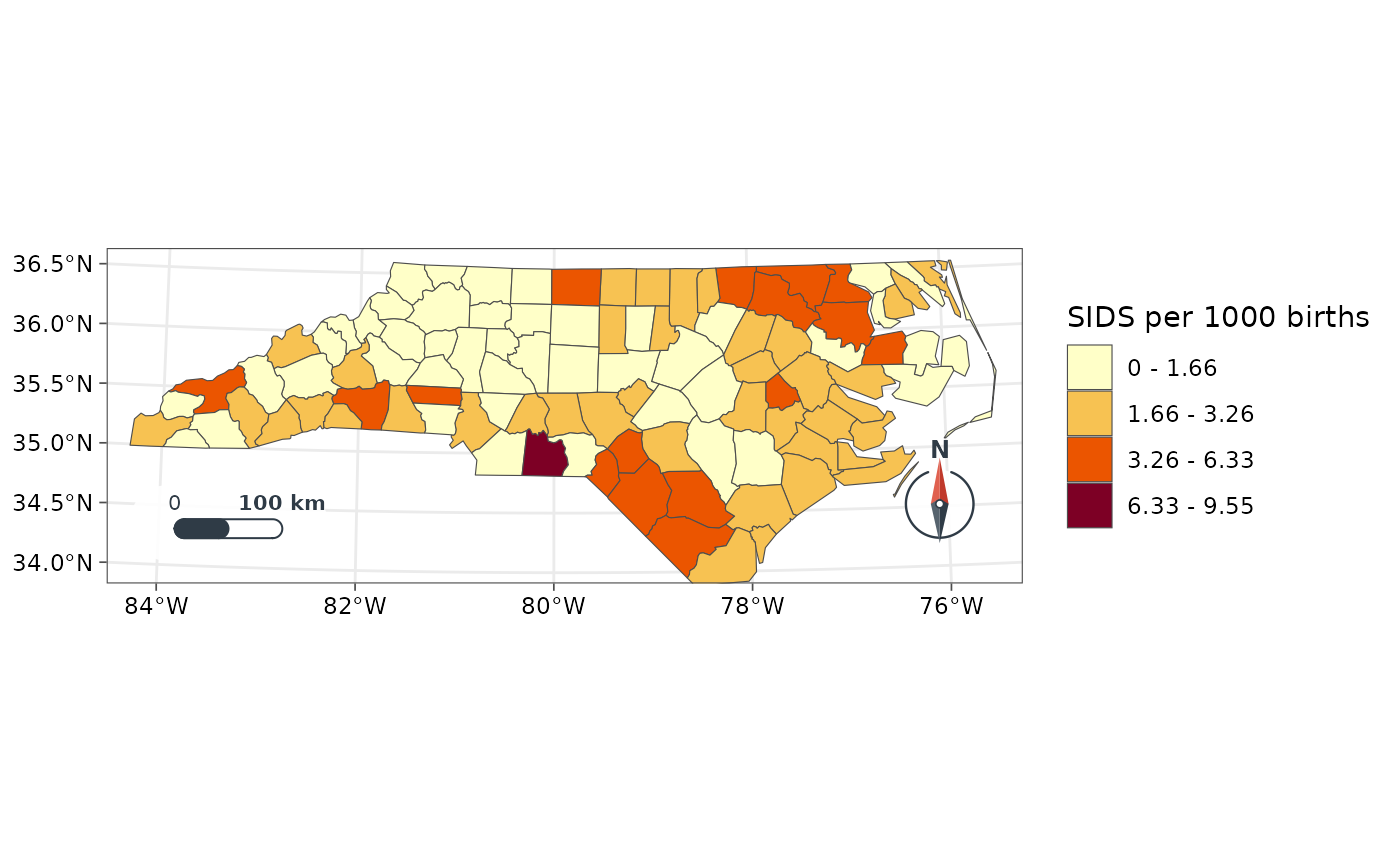 36.5°N
36.0°N
35.5°N
35.0°N
34.5°N
34.0°N
84°W 82°W 80°W 78°W 76°W
0 100 km
N
SIDS per 1000 births
0 - 1.66
1.66 - 3.26
3.26 - 6.33
6.33 - 9.55